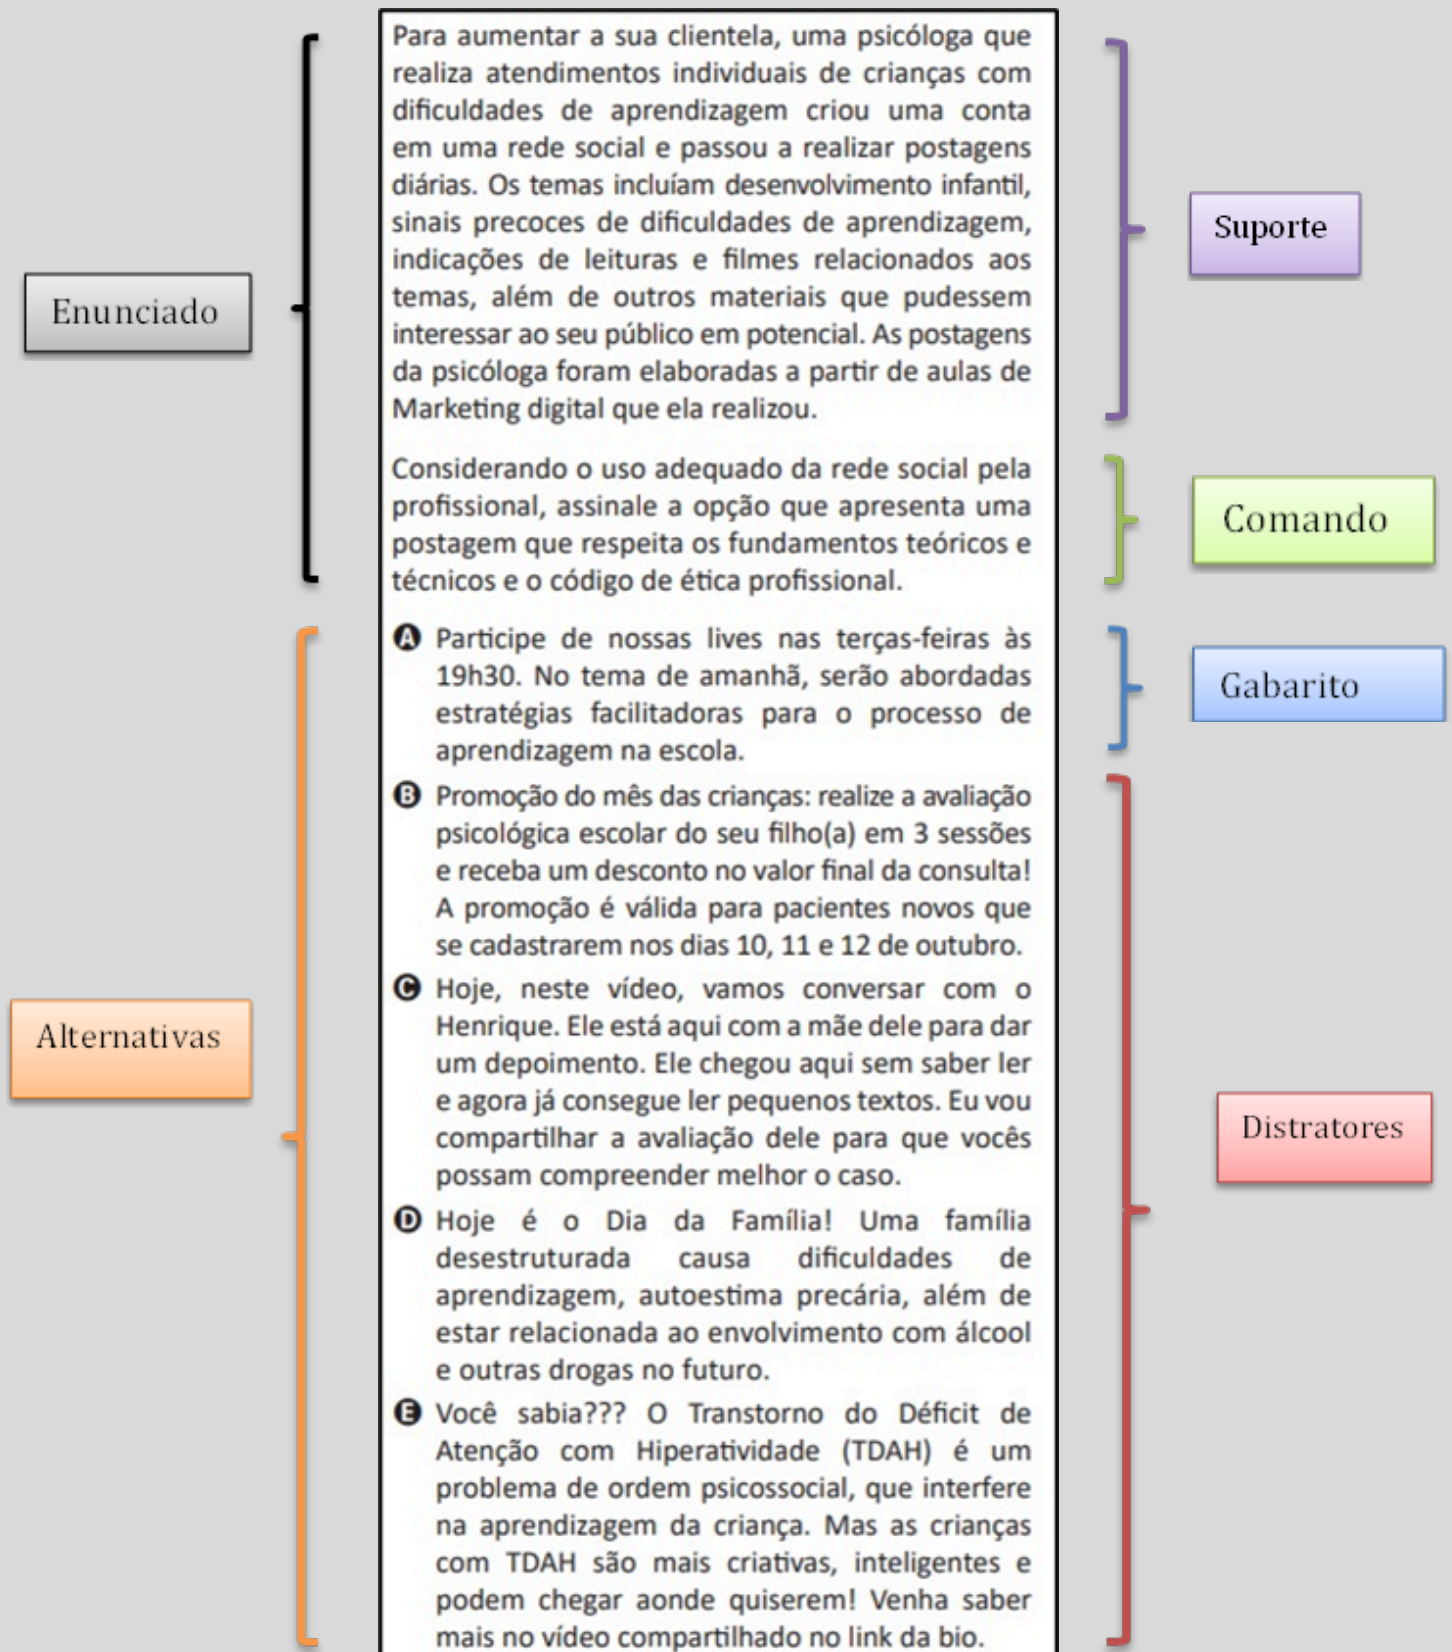 Enunciado
Para aumentar a sua clientela, uma psicóloga que
realiza atendimentos individuais de crianças com
dificuldades de aprendizagem criou uma conta
em uma rede social e passou a realizar postagens
diárias. Os temas incluíam desenvolvimento infantil,
sinais precoces de dificuldades de aprendizagem,
indicações de leituras e filmes relacionados aos
temas, além de outros materiais que pudessem
interessar ao seu público em potencial. As postagens
da psicóloga foram elaboradas a partir de aulas de
Marketing digital que ela realizou.
Suporte
Considerando o uso adequado da rede social pela
profissional, assinale a opção que apresenta uma
postagem que respeita os fundamentos teóricos e
técnicos e o código de ética profissional.
Comando
Alternativas
A Participe de nossas lives nas terças-feiras às
19h30. No tema de amanhã, serão abordadas
estratégias facilitadoras para o processo de
aprendizagem na escola.
Gabarito
B Promoção do mês das crianças: realize a avaliação
psicológica escolar do seu filho(a) em 3 sessões
e receba um desconto no valor final da consulta!
A promoção é válida para pacientes novos que
se cadastrarem nos dias 10, 11 e 12 de outubro.
C Hoje, neste vídeo, vamos conversar com o
Henrique. Ele está aqui com a mãe dele para dar
um depoimento. Ele chegou aqui sem saber ler
e agora já consegue ler pequenos textos. Eu vou
compartilhar a avaliação dele para que vocês
possam compreender melhor o caso.
D Hoje é o Dia da Família! Uma família
desestruturada causa dificuldades de
aprendizagem, autoestima precária, além de
estar relacionada ao envolvimento com álcool
e outras drogas no futuro.
E Você sabia??? O Transtorno do Déficit de
Atenção com Hiperatividade (TDAH) é um
problema de ordem psicossocial, que interfere
na aprendizagem da criança. Mas as crianças
com TDAH são mais criativas, inteligentes e
podem chegar aonde quiserem! Venha saber
mais no vídeo compartilhado no link da bio.
Distratores